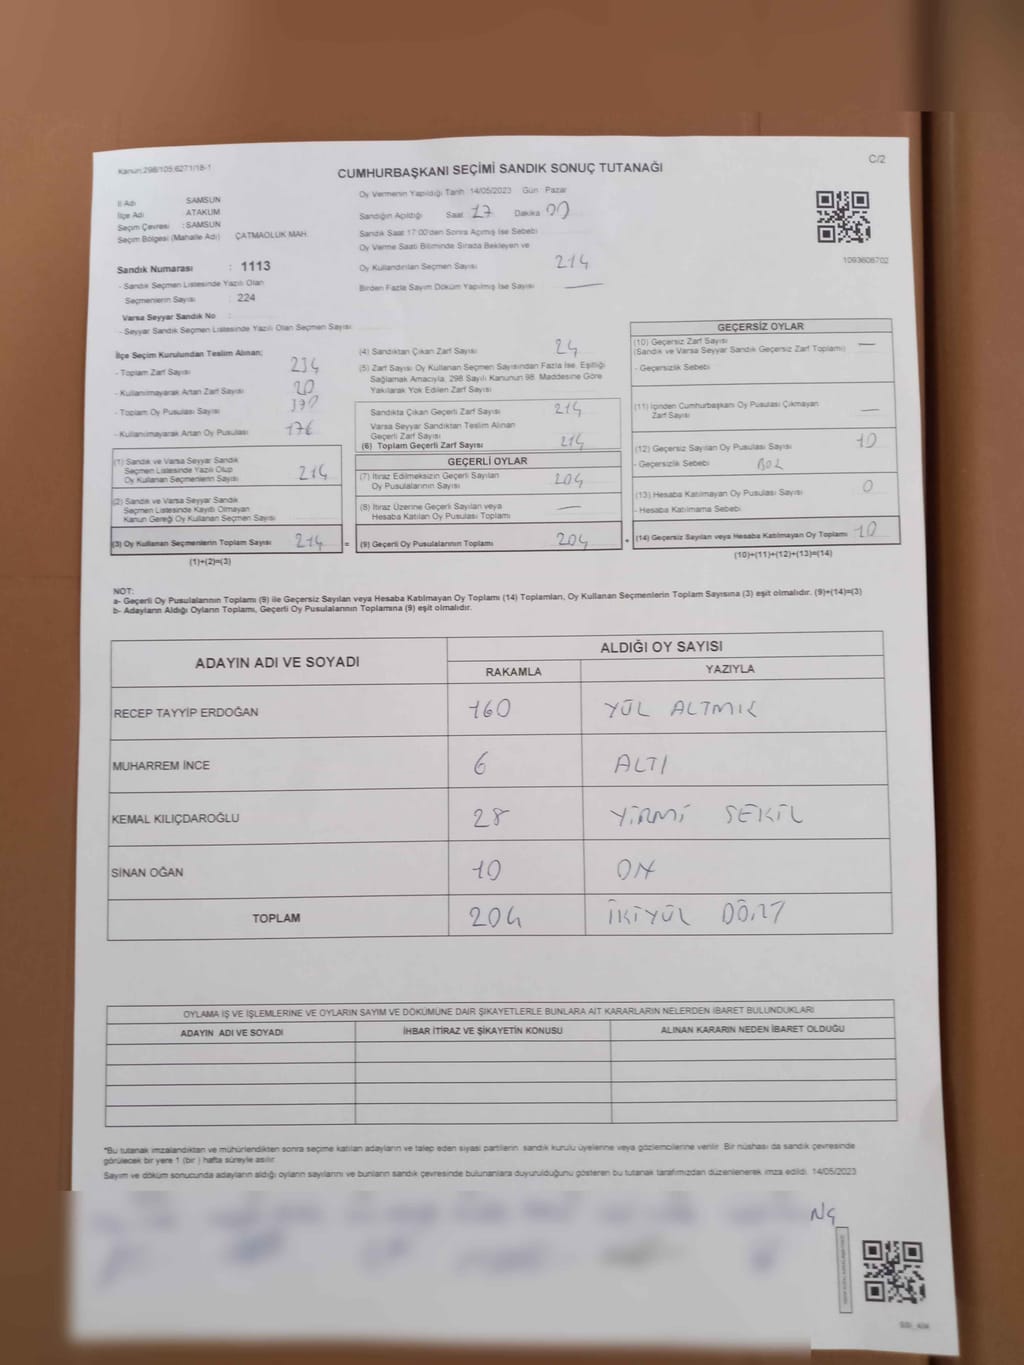 Kanun:298/105;6271/18-1
CUMHURBAŞKANI SEÇİMİ SANDIK SONUÇ TUTANAĞI
C/2
İl Adı SAMSUN
İlçe Adı : ATAKUM
Seçim Çevresi : SAMSUN
Seçim Bölgesi (Mahalle Adı) ÇATMAOLUK MAH.
Oy Vermenin Yapıldığı Tarih 14/05/2023 Gün Pazar
Sandığın Açıldığı Saat 17 Dakika 00
Sandık Saat 17:00'den Sonra Açılmış İse Sebebi
Oy Verme Saati Bitiminde Sırada Bekleyen ve
Oy Kullandırılan Seçmen Sayısı 214
Birden Fazla Sayım Döküm Yapılmış İse Sayısı —
1093608702
Sandık Numarası : 1113
- Sandık Seçmen Listesinde Yazılı Olan
Seçmenlerin Sayısı : 224
Varsa Seyyar Sandık No :
- Seyyar Sandık Seçmen Listesinde Yazılı Olan Seçmen Sayısı
İlçe Seçim Kurulundan Teslim Alınan;
- Toplam Zarf Sayısı 234
- Kullanılmayarak Artan Zarf Sayısı 20
- Toplam Oy Pusulası Sayısı
- Kullanılmayarak Artan Oy Pusulası 176
(1) Sandık ve Varsa Seyyar Sandık
Seçmen Listesinde Yazılı Olup
Oy Kullanan Seçmenlerin Sayısı 214
(2) Sandık ve Varsa Seyyar Sandık
Seçmen Listesinde Kayıtlı Olmayan
Kanun Gereği Oy Kullanan Seçmen Sayısı
(3) Oy Kullanan Seçmenlerin Toplam Sayısı 214 =
(1)+(2)=(3)
(4) Sandıktan Çıkan Zarf Sayısı 24
(5) Zarf Sayısı Oy Kullanan Seçmen Sayısından Fazla İse, Eşitliği
Sağlamak Amacıyla, 298 Sayılı Kanunun 98. Maddesine Göre
Yakılarak Yok Edilen Zarf Sayısı
Sandıkta Çıkan Geçerli Zarf Sayısı 214
Varsa Seyyar Sandıktan Teslim Alınan
Geçerli Zarf Sayısı
(6) Toplam Geçerli Zarf Sayısı 214
GEÇERLİ OYLAR
(7) İtiraz Edilmeksizin Geçerli Sayılan
Oy Pusulalarının Sayısı 204
(8) İtiraz Üzerine Geçerli Sayılan veya
Hesaba Katılan Oy Pusulası Toplamı —
(9) Geçerli Oy Pusulalarının Toplamı 204 +
GEÇERSİZ OYLAR
(10) Geçersiz Zarf Sayısı —
(Sandık ve Varsa Seyyar Sandık Geçersiz Zarf Toplamı)
- Geçersizlik Sebebi
(11) İçinden Cumhurbaşkanı Oy Pusulası Çıkmayan
Zarf Sayısı —
(12) Geçersiz Sayılan Oy Pusulası Sayısı 10
- Geçersizlik Sebebi
(13) Hesaba Katılmayan Oy Pusulası Sayısı 0
- Hesaba Katılmama Sebebi
(14) Geçersiz Sayılan veya Hesaba Katılmayan Oy Toplamı 10
(10)+(11)+(12)+(13)=(14)
NOT:
a- Geçerli Oy Pusulalarının Toplamı (9) ile Geçersiz Sayılan veya Hesaba Katılmayan Oy Toplamı (14) Toplamları, Oy Kullanan Seçmenlerin Toplam Sayısına (3) eşit olmalıdır. (9)+(14)=(3)
b- Adayların Aldığı Oyların Toplamı, Geçerli Oy Pusulalarının Toplamına (9) eşit olmalıdır.
ADAYIN ADI VE SOYADI
ALDIĞI OY SAYISI
RAKAMLA YAZIYLA
RECEP TAYYİP ERDOĞAN 160 YÜZ ALTMIŞ
MUHARREM İNCE 6 ALTI
KEMAL KILIÇDAROĞLU 28 YİRMİ SEKİZ
SİNAN OĞAN 10 ON
TOPLAM 204 İKİYÜZ DÖRT
OYLAMA İŞ VE İŞLEMLERİNE VE OYLARIN SAYIM VE DÖKÜMÜNE DAİR ŞİKAYETLERLE BUNLARA AİT KARARLARIN NELERDEN İBARET BULUNDUKLARI
ADAYIN ADI VE SOYADI İHBAR İTİRAZ VE ŞİKAYETİN KONUSU ALINAN KARARIN NEDEN İBARET OLDUĞU
*Bu tutanak imzalandıktan ve mühürlendikten sonra seçime katılan adayların ve talep eden siyasi partilerin sandık kurulu üyelerine veya gözlemcilerine verilir. Bir nüshası da sandık çevresinde
görülecek bir yere 1 (bir) hafta süreyle asılır.
Sayım ve döküm sonucunda adayların aldığı oyların sayılarını ve bunların sandık çevresinde bulunanlara duyurulduğunu gösteren bu tutanak tarafımızdan düzenlenerek imza edildi. 14/05/2023